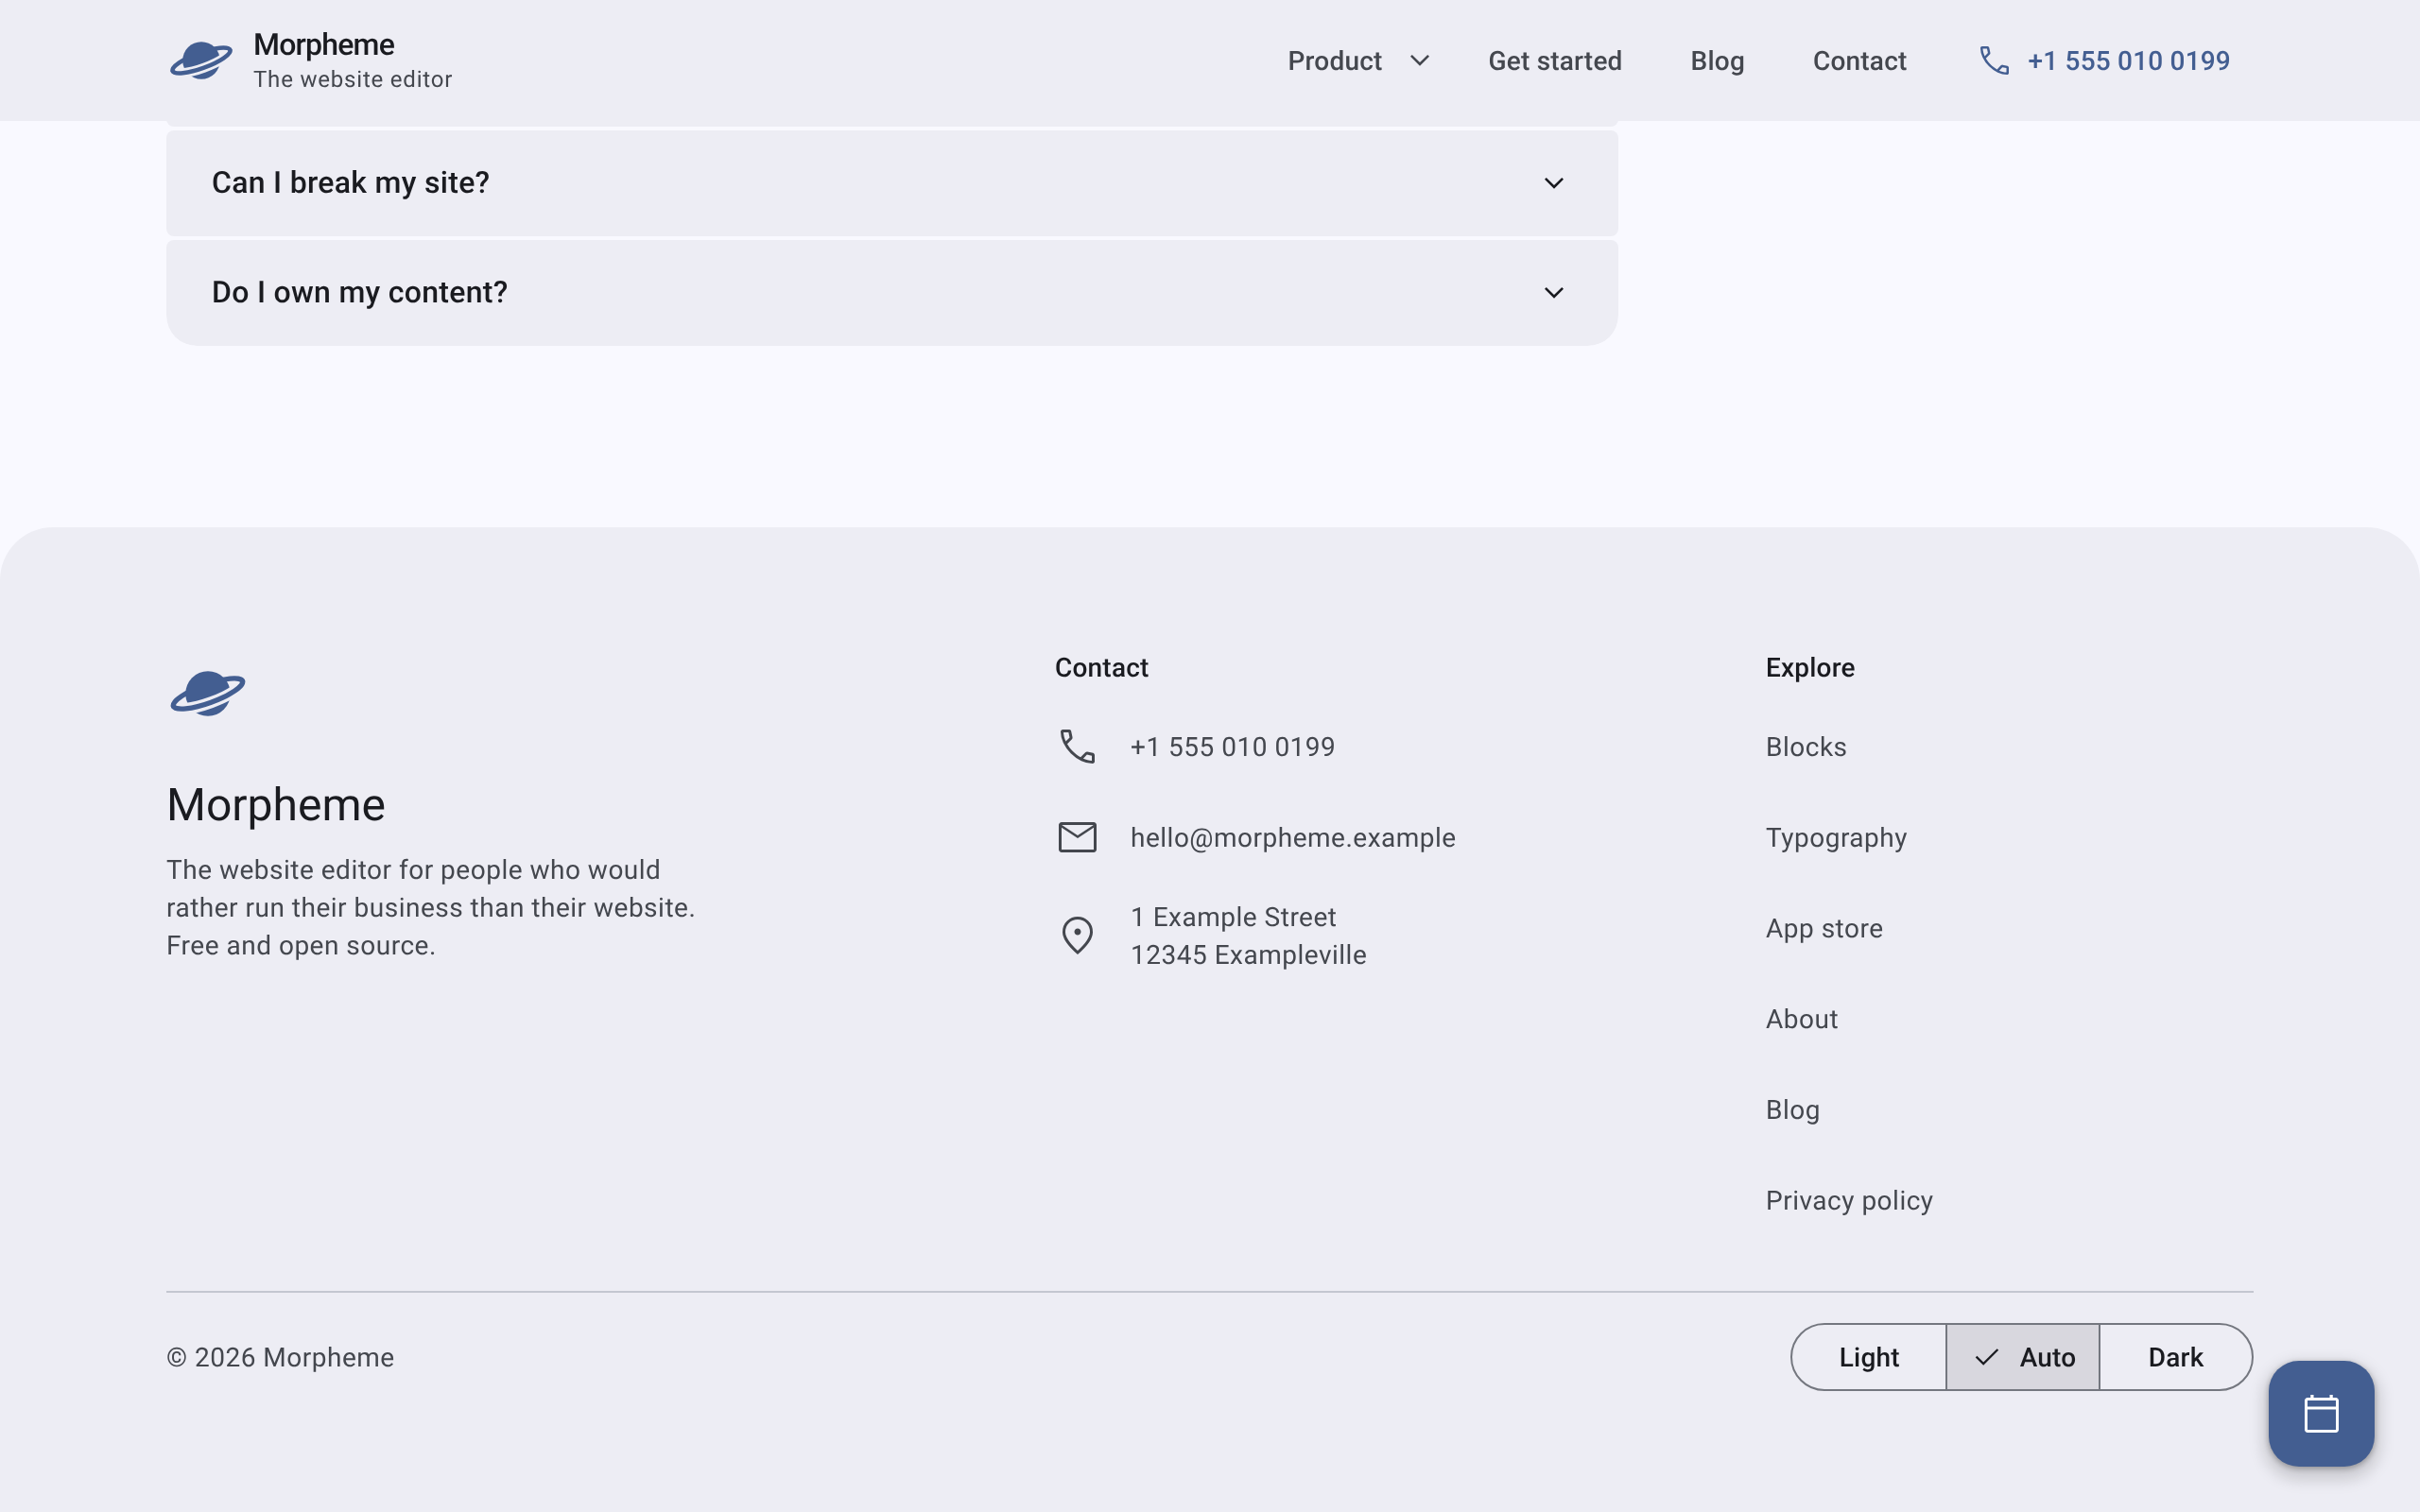 Morpheme
The website editor
Product
Get started
Blog
Contact
+1 555 010 0199
Can I break my site?
Do I own my content?
Morpheme
The website editor for people who would
rather run their business than their website.
Free and open source.
Contact
+1 555 010 0199
hello@morpheme.example
1 Example Street
12345 Exampleville
Explore
Blocks
Typography
App store
About
Blog
Privacy policy
© 2026 Morpheme
Light
Auto
Dark